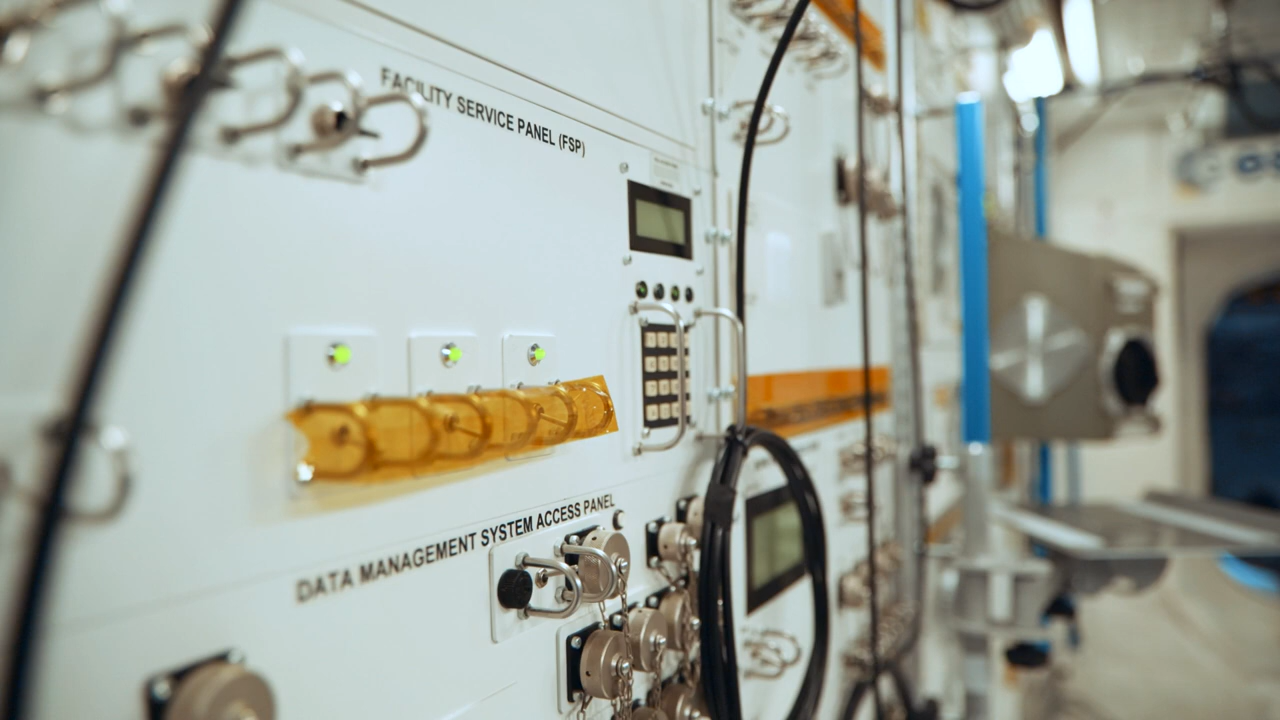 FACILITY SERVICE PANEL (FSP)
DATA MANAGEMENT SYSTEM ACCESS PANEL